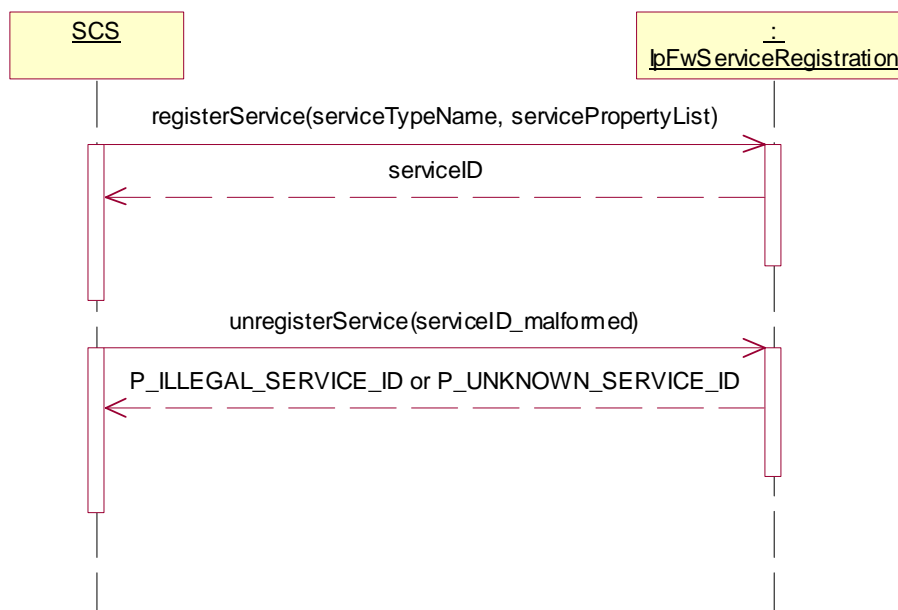 SCS
:
IpFwServiceRegistration
registerService(serviceTypeName, servicePropertyList)
serviceID
unregisterService(serviceID_malformed)
P_ILLEGAL_SERVICE_ID or P_UNKNOWN_SERVICE_ID